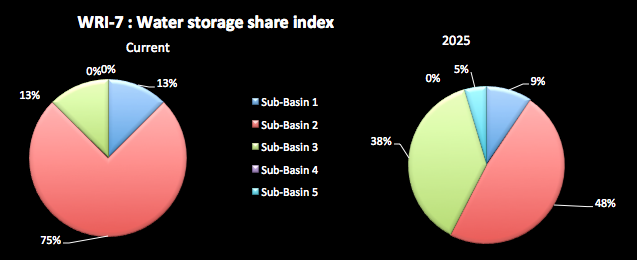 WRI-7 : Water storage share index
Current
2025
0%
0%
13%
13%
75%
Sub-Basin 1
Sub-Basin 2
Sub-Basin 3
Sub-Basin 4
Sub-Basin 5
5%
9%
0%
38%
48%